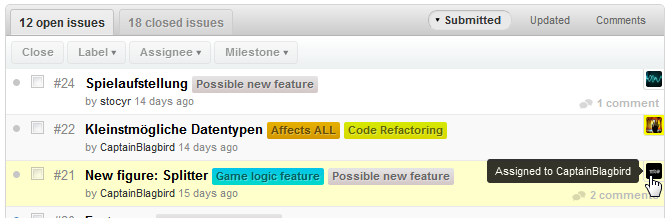 12 open issues 18 closed issues Submitted Updated Comments
Close Label Assignee Milestone
#24 Spielaufstellung Possible new feature
by stocyr 14 days ago 1 comment
#22 Kleinstmögliche Datentypen Affects ALL Code Refactoring
by CaptainBlagbird 14 days ago
#21 New figure: Splitter Game logic feature Possible new feature Assigned to CaptainBlagbird
by CaptainBlagbird 15 days ago 2 comments